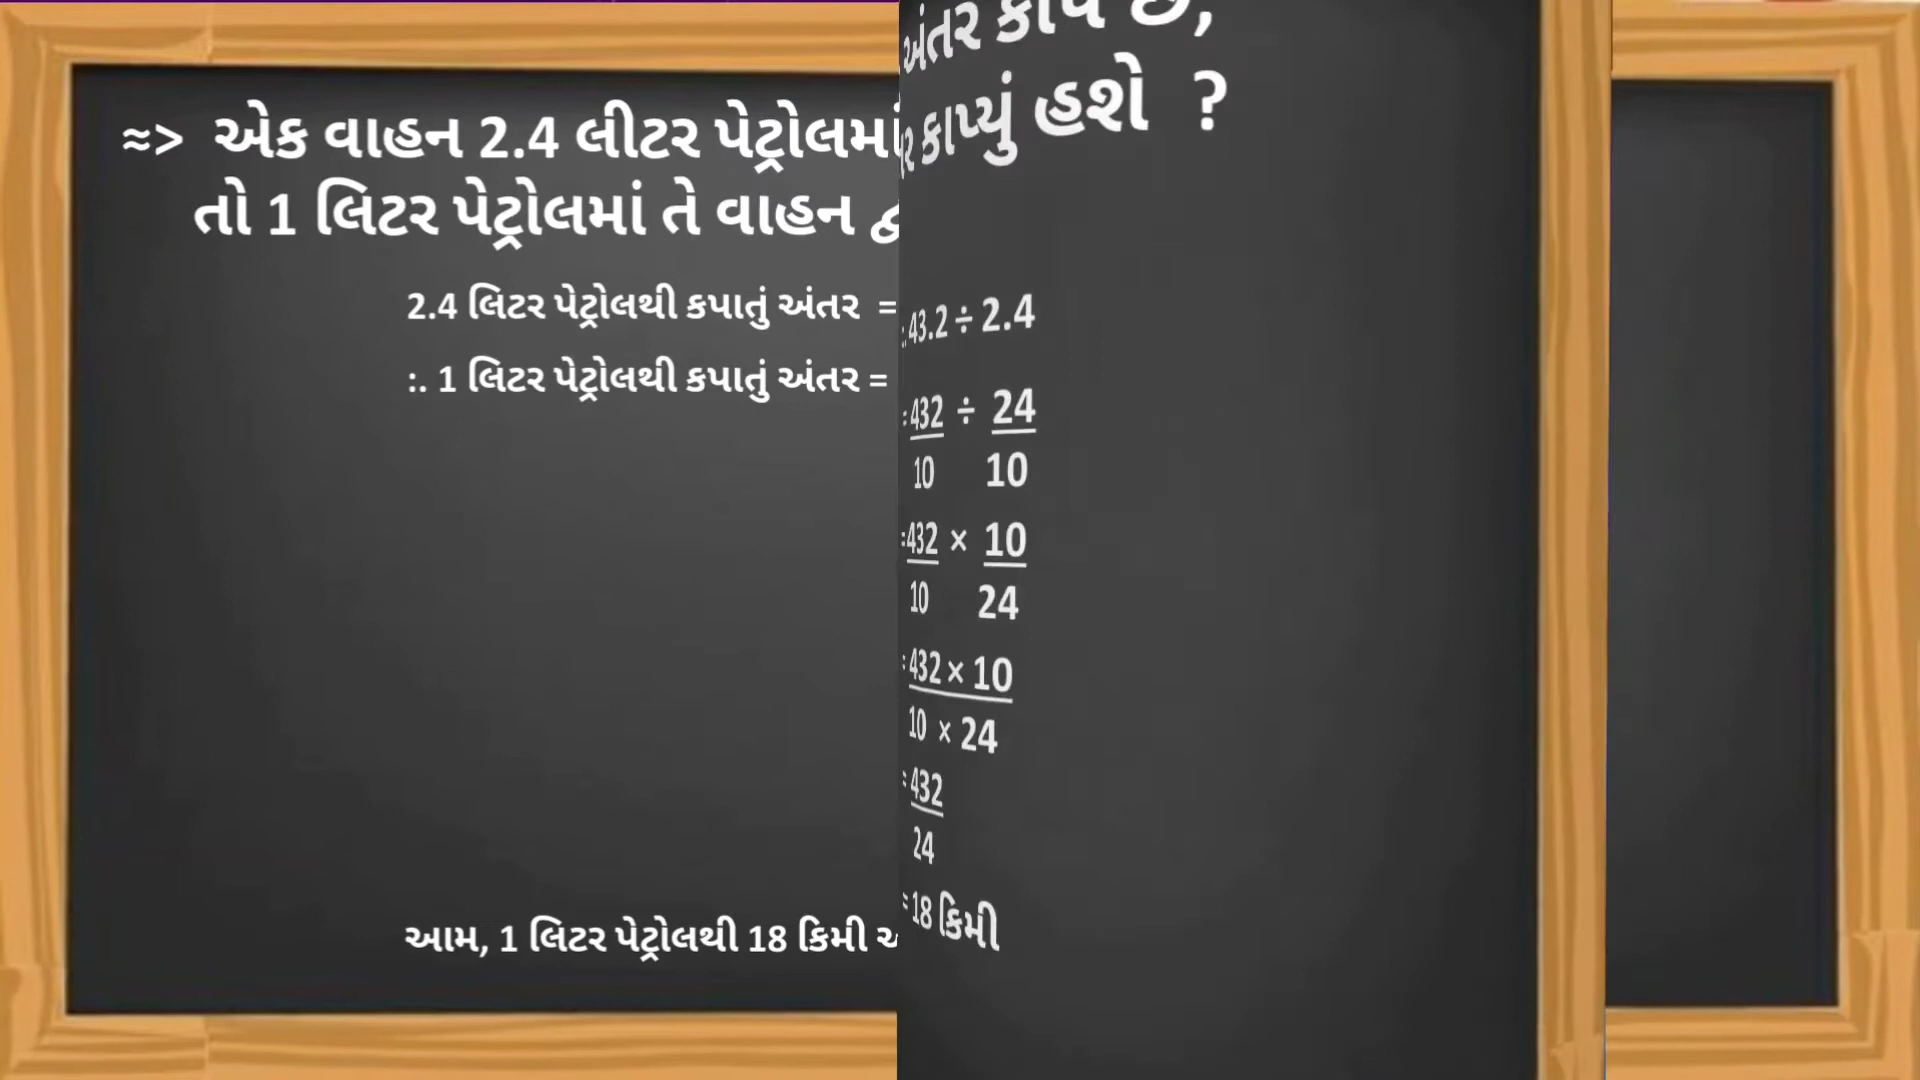 ≈> એક વાહન 2.4 લીટર પેટ્રોલમાં અંતર કાપે છે,
તો 1 લિટર પેટ્રોલમાં તે વાહન કાપ્યું હશે ?
2.4 લિટર પેટ્રોલથી કપાતું અંતર =
:. 1 લિટર પેટ્રોલથી કપાતું અંતર = 43.2 ÷ 2.4
= 432 ÷ 24
10 10
= 432 × 10
10 24
= 432 × 10
10 × 24
= 432
24
= 18 કિમી
આમ, 1 લિટર પેટ્રોલથી 18 કિમી